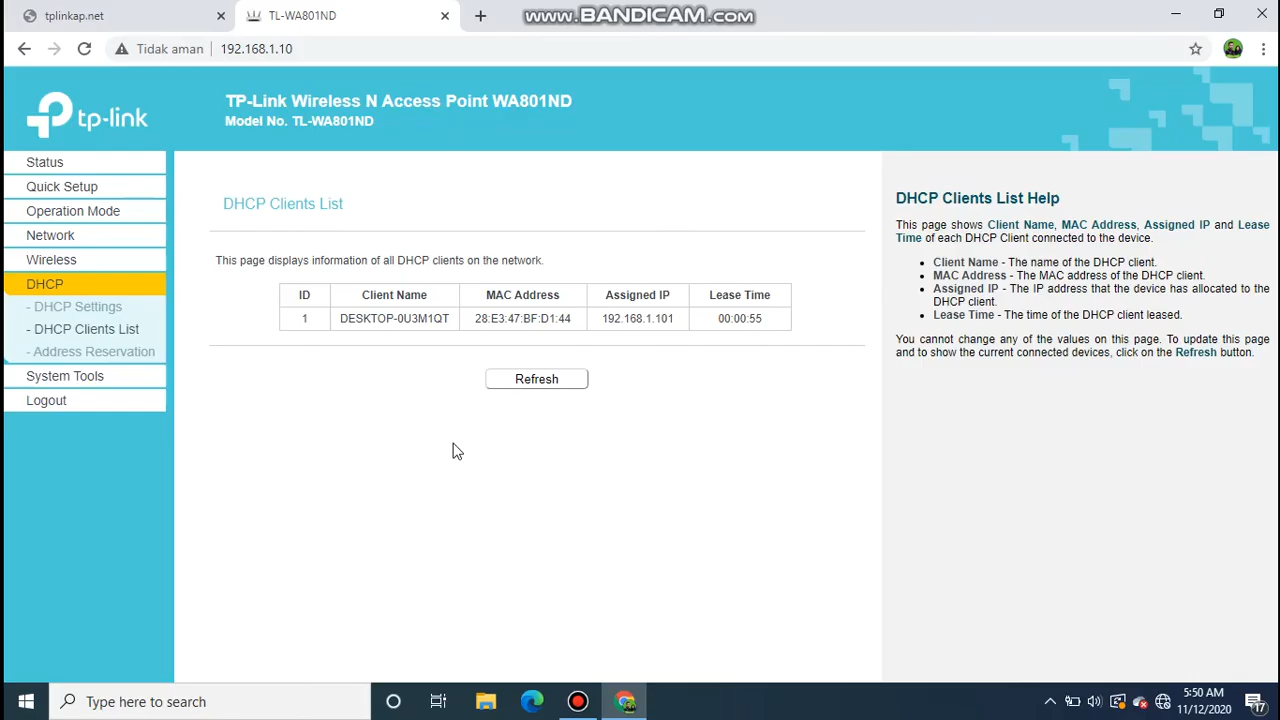 tplinkap.net
TL-WA801ND
www.BANDICAM.com
Tidak aman
192.168.1.10
tp-link
TP-Link Wireless N Access Point WA801ND
Model No. TL-WA801ND
Status
Quick Setup
Operation Mode
Network
Wireless
DHCP
- DHCP Settings
- DHCP Clients List
- Address Reservation
System Tools
Logout
DHCP Clients List
This page displays information of all DHCP clients on the network.
ID Client Name MAC Address Assigned IP Lease Time
1 DESKTOP-0U3M1QT 28:E3:47:BF:D1:44 192.168.1.101 00:00:55
Refresh
DHCP Clients List Help
This page shows Client Name, MAC Address, Assigned IP and Lease
Time of each DHCP Client connected to the device.
Client Name - The name of the DHCP client.
MAC Address - The MAC address of the DHCP client.
Assigned IP - The IP address that the device has allocated to the
DHCP client.
Lease Time - The time of the DHCP client leased.
You cannot change any of the values on this page. To update this page
and to show the current connected devices, click on the Refresh button.
Type here to search
5:50 AM
11/12/2020
17